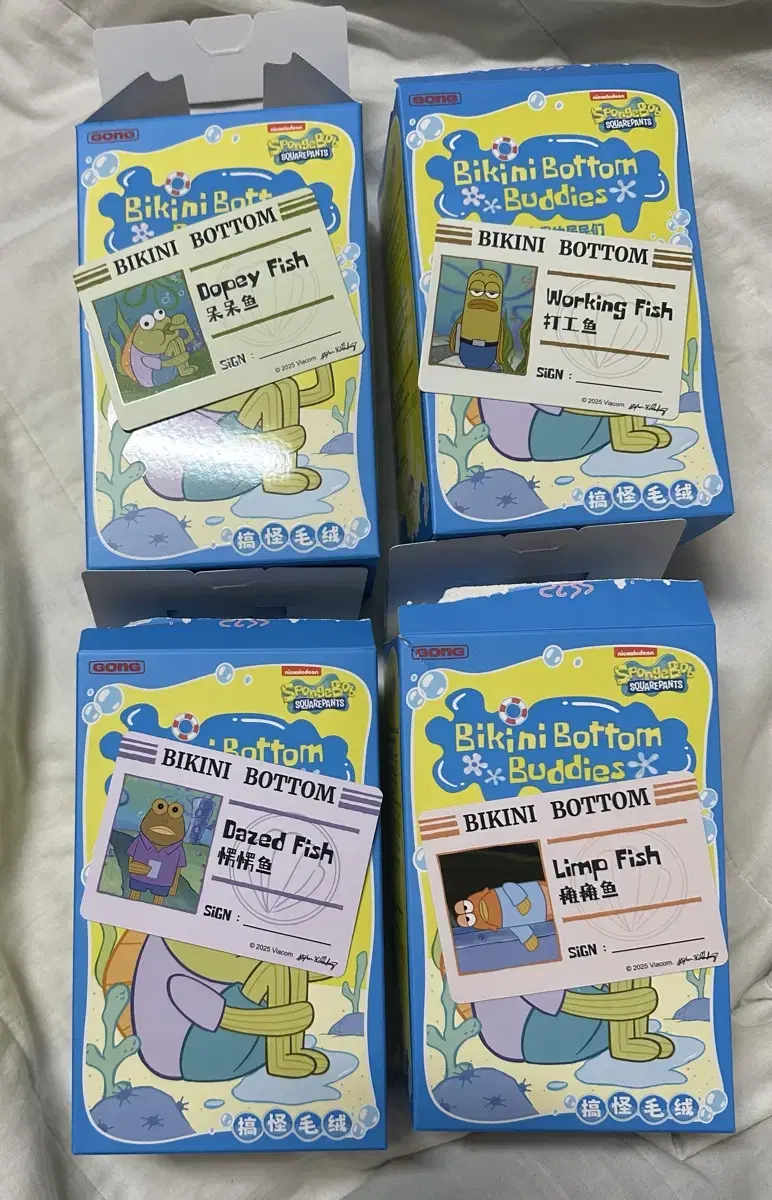 GONG
nickelodeon
SpongeBob
SQUAREPANTS
Bikini Bott
BIKINI BOTTOM
Dopey Fish
呆呆鱼
SiGN :
© 2025 Viacom.
搞怪毛绒
GONG
nickelodeon
SpongeBob
SQUAREPANTS
Bikini Bottom
Buddies
BIKINI BOTTOM
Working Fish
打工鱼
SiGN :
© 2025 Viacom.
搞怪毛绒
GONG
nickelodeon
SpongeBob
SQUAREPANTS
ni Bottom
BIKINI BOTTOM
Dazed Fish
愣愣鱼
SiGN :
© 2025 Viacom.
搞怪毛绒
GONG
nickelodeon
SpongeBob
SQUAREPANTS
Bikini Bottom
Buddies
BIKINI BOTTOM
Limp Fish
瘫瘫鱼
SiGN :
© 2025 Viacom.
搞怪毛绒